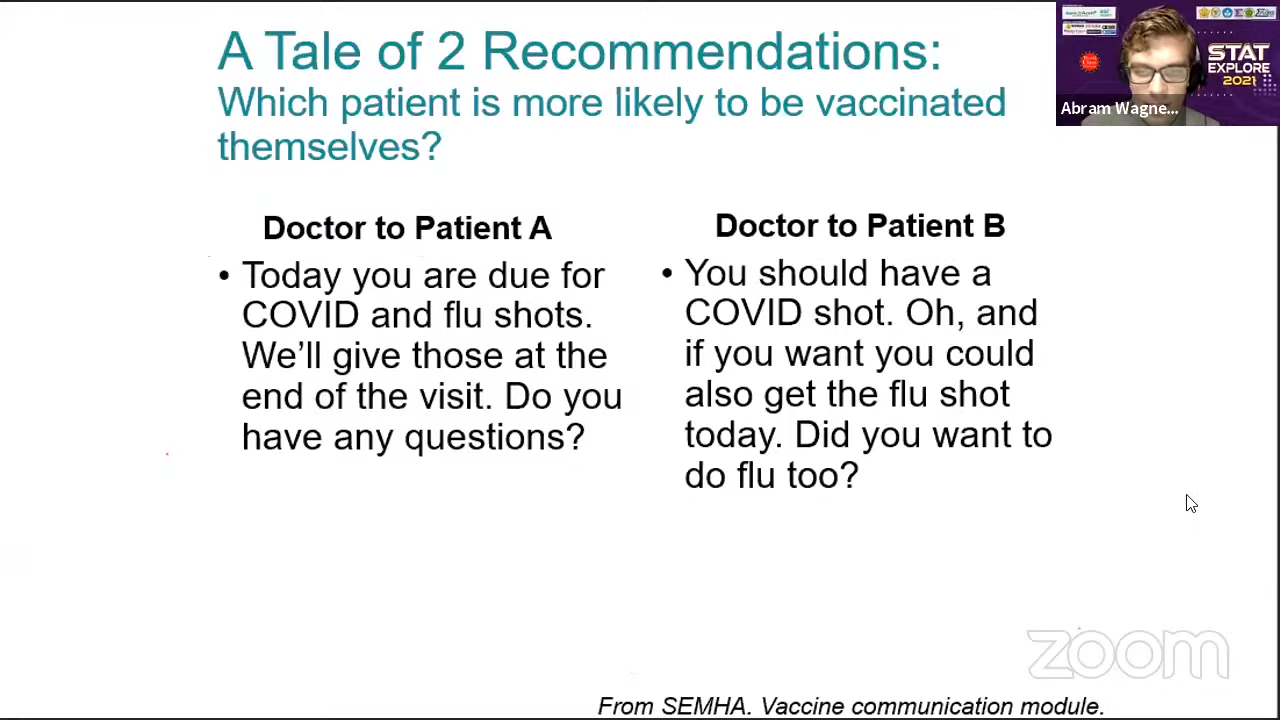 A Tale of 2 Recommendations:
Which patient is more likely to be vaccinated
themselves?
Doctor to Patient A
• Today you are due for
COVID and flu shots.
We’ll give those at the
end of the visit. Do you
have any questions?
Doctor to Patient B
• You should have a
COVID shot. Oh, and
if you want you could
also get the flu shot
today. Did you want to
do flu too?
From SEMHA. Vaccine communication module.
zoom
STAT
EXPLORE
2021
Abram Wagne...